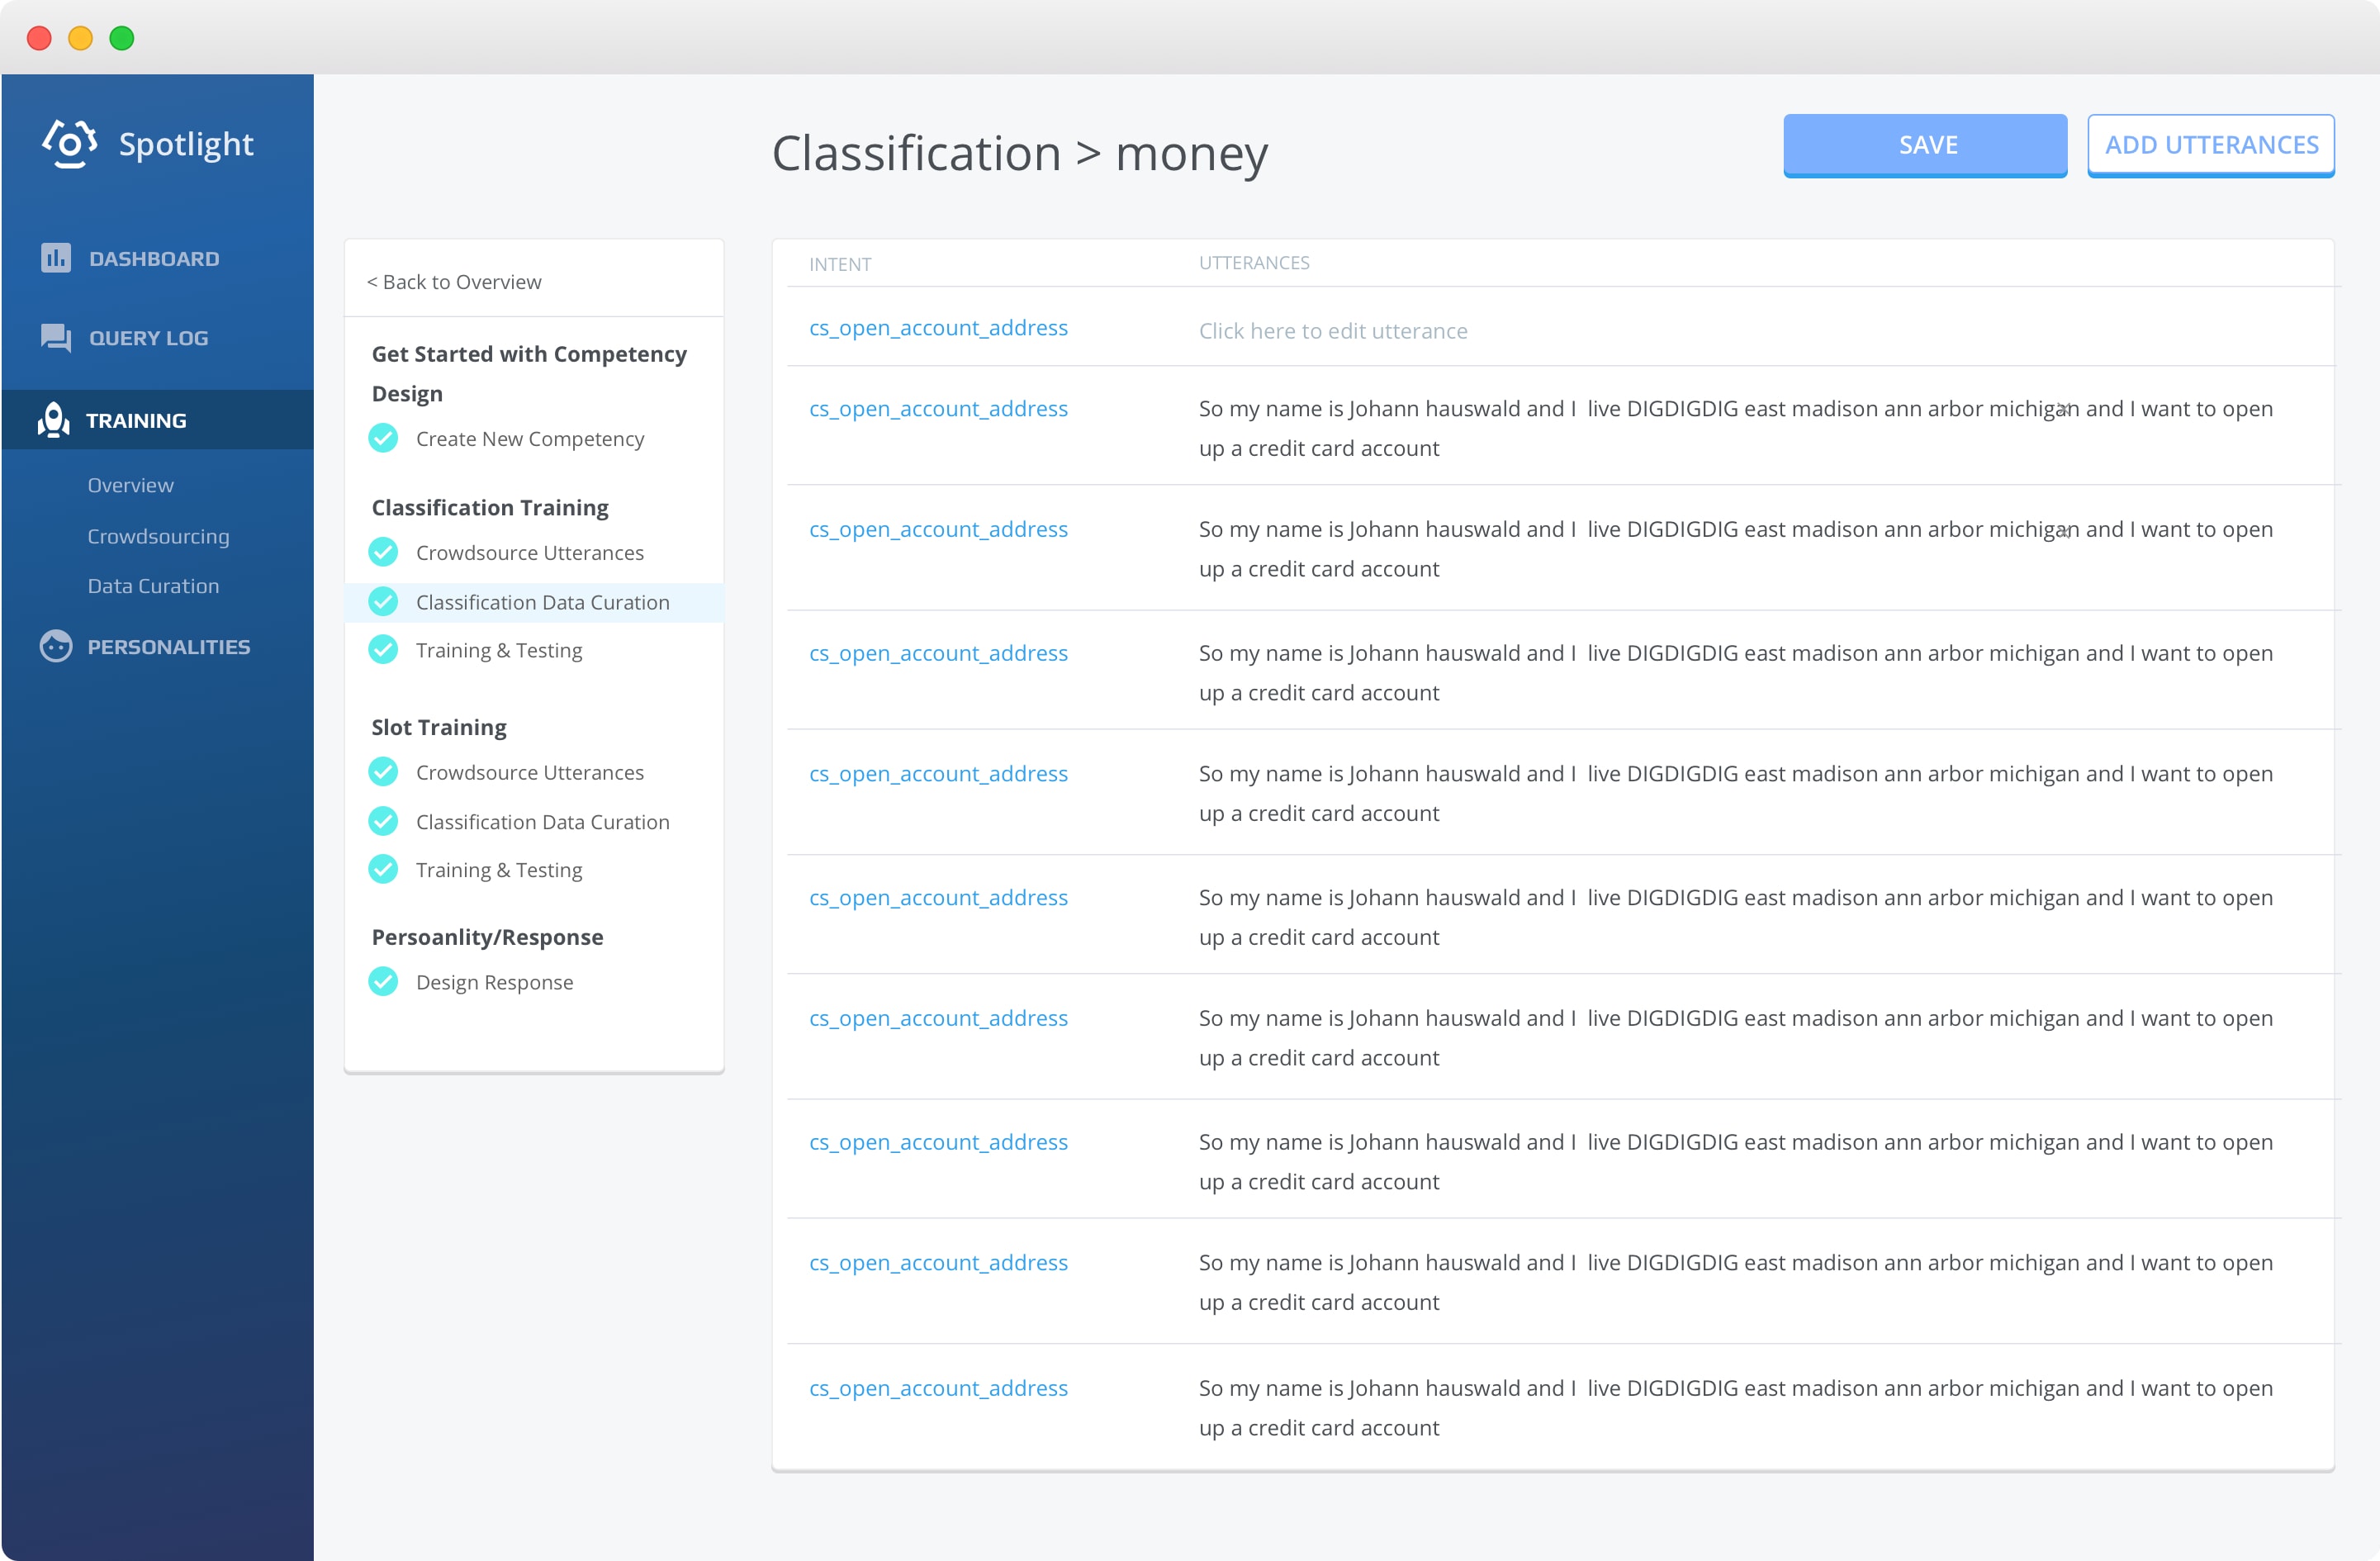 Spotlight
DASHBOARD
QUERY LOG
TRAINING
Overview
Crowdsourcing
Data Curation
PERSONALITIES
Classification > money
SAVE
ADD UTTERANCES
< Back to Overview
Get Started with Competency
Design
Create New Competency
Classification Training
Crowdsource Utterances
Classification Data Curation
Training & Testing
Slot Training
Crowdsource Utterances
Classification Data Curation
Training & Testing
Persoanlity/Response
Design Response
INTENT UTTERANCES
cs_open_account_address Click here to edit utterance
cs_open_account_address So my name is Johann hauswald and I live DIGDIGDIG east madison ann arbor michigan and I want to open
up a credit card account
cs_open_account_address So my name is Johann hauswald and I live DIGDIGDIG east madison ann arbor michigan and I want to open
up a credit card account
cs_open_account_address So my name is Johann hauswald and I live DIGDIGDIG east madison ann arbor michigan and I want to open
up a credit card account
cs_open_account_address So my name is Johann hauswald and I live DIGDIGDIG east madison ann arbor michigan and I want to open
up a credit card account
cs_open_account_address So my name is Johann hauswald and I live DIGDIGDIG east madison ann arbor michigan and I want to open
up a credit card account
cs_open_account_address So my name is Johann hauswald and I live DIGDIGDIG east madison ann arbor michigan and I want to open
up a credit card account
cs_open_account_address So my name is Johann hauswald and I live DIGDIGDIG east madison ann arbor michigan and I want to open
up a credit card account
cs_open_account_address So my name is Johann hauswald and I live DIGDIGDIG east madison ann arbor michigan and I want to open
up a credit card account
cs_open_account_address So my name is Johann hauswald and I live DIGDIGDIG east madison ann arbor michigan and I want to open
up a credit card account